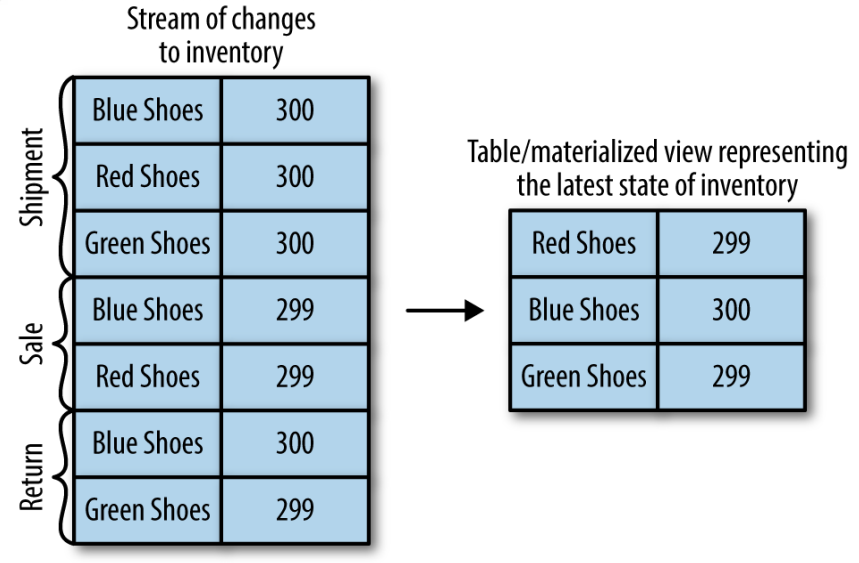 Stream of changes
to inventory
Shipment
Blue Shoes 300
Red Shoes 300
Green Shoes 300
Sale
Blue Shoes 299
Red Shoes 299
Return
Blue Shoes 300
Green Shoes 299
Table/materialized view representing
the latest state of inventory
Red Shoes 299
Blue Shoes 300
Green Shoes 299